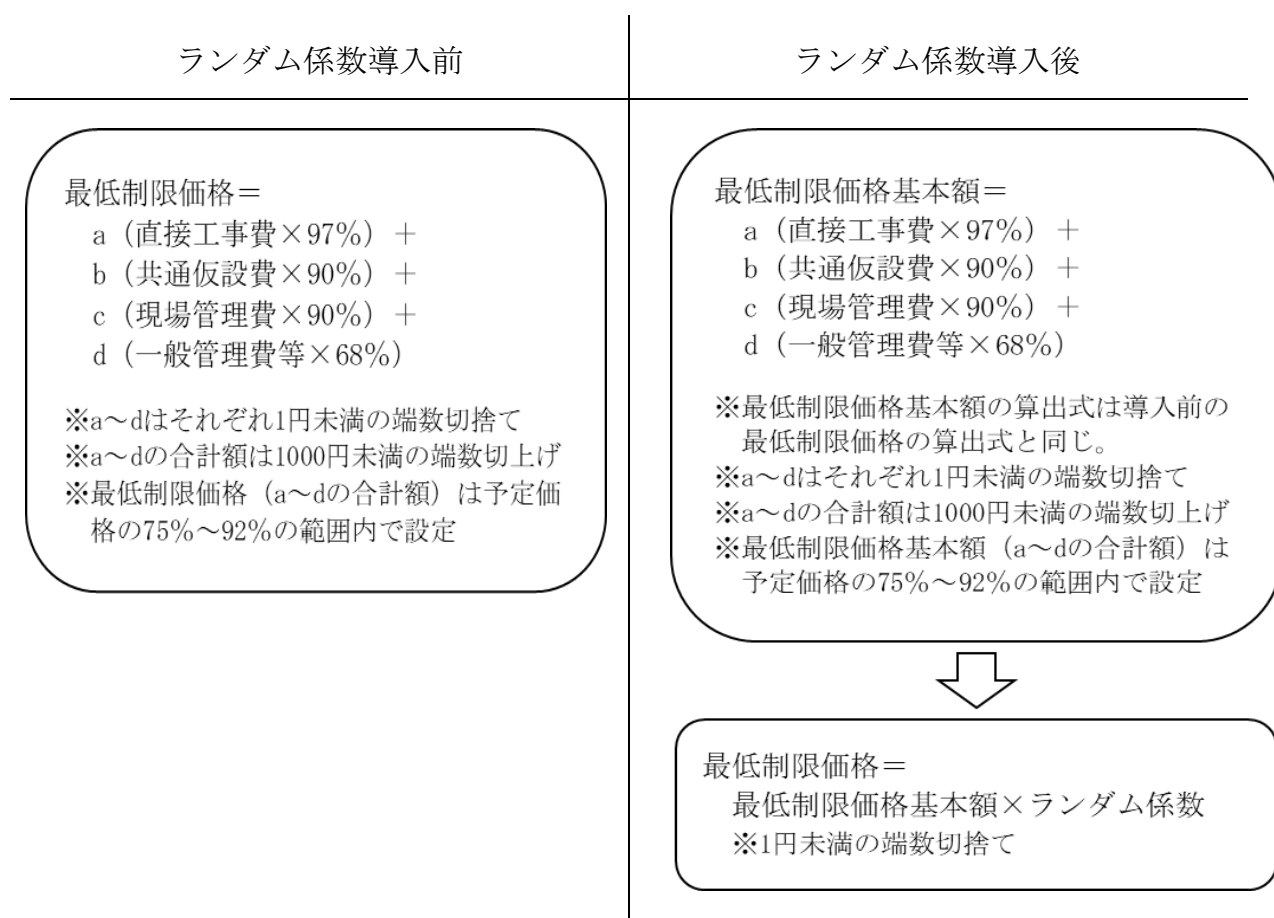 ランダム係数導入前
最低制限価格＝
a（直接工事費×97％）＋
b（共通仮設費×90％）＋
c（現場管理費×90％）＋
d（一般管理費等×68％）
※a～dはそれぞれ1円未満の端数切捨て
※a～dの合計額は1000円未満の端数切上げ
※最低制限価格（a～dの合計額）は予定価
格の75％～92％の範囲内で設定
ランダム係数導入後
最低制限価格基本額＝
a（直接工事費×97％）＋
b（共通仮設費×90％）＋
c（現場管理費×90％）＋
d（一般管理費等×68％）
※最低制限価格基本額の算出式は導入前の
最低制限価格の算出式と同じ。
※a～dはそれぞれ1円未満の端数切捨て
※a～dの合計額は1000円未満の端数切上げ
※最低制限価格基本額（a～dの合計額）は
予定価格の75％～92％の範囲内で設定
最低制限価格＝
最低制限価格基本額×ランダム係数
※1円未満の端数切捨て